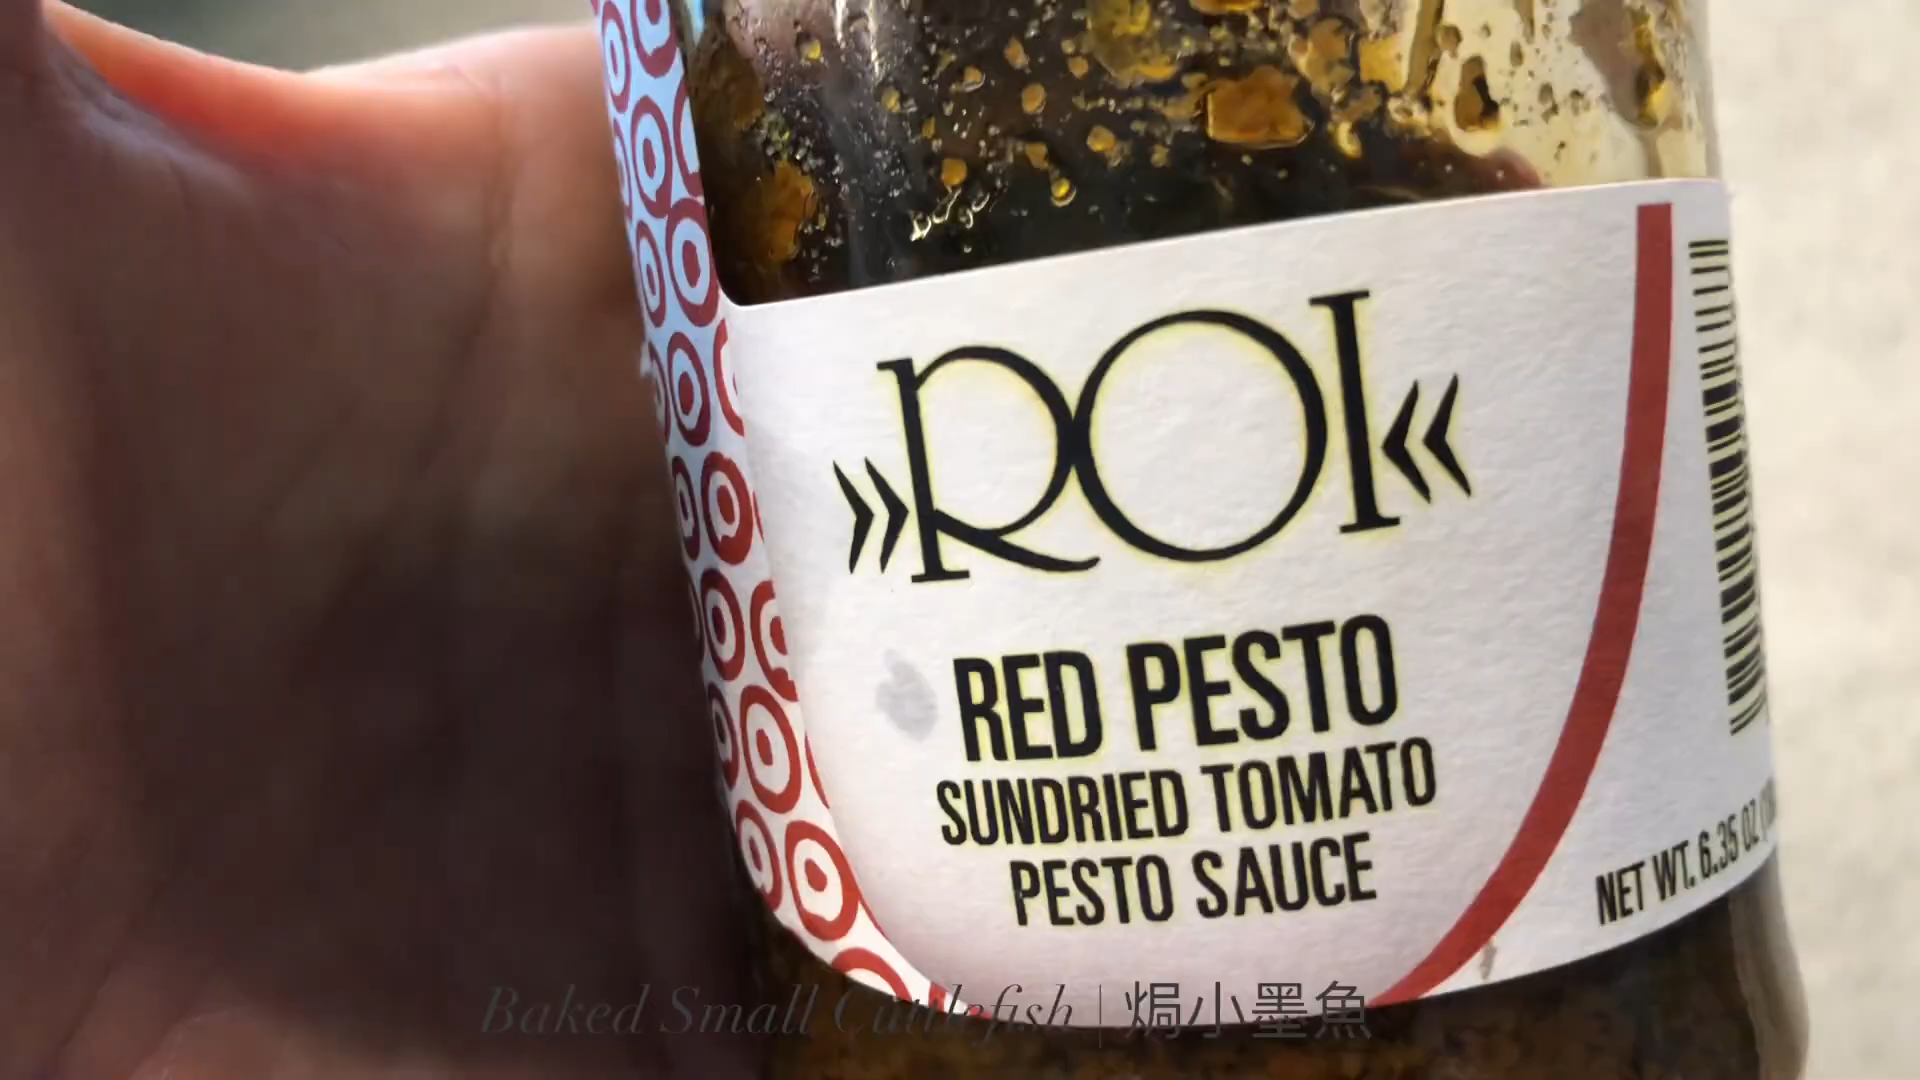 »ROI«
RED PESTO
SUNDRIED TOMATO
PESTO SAUCE
NET WT. 6.35 OZ
Baked Small Cuttlefish | 焗小墨魚